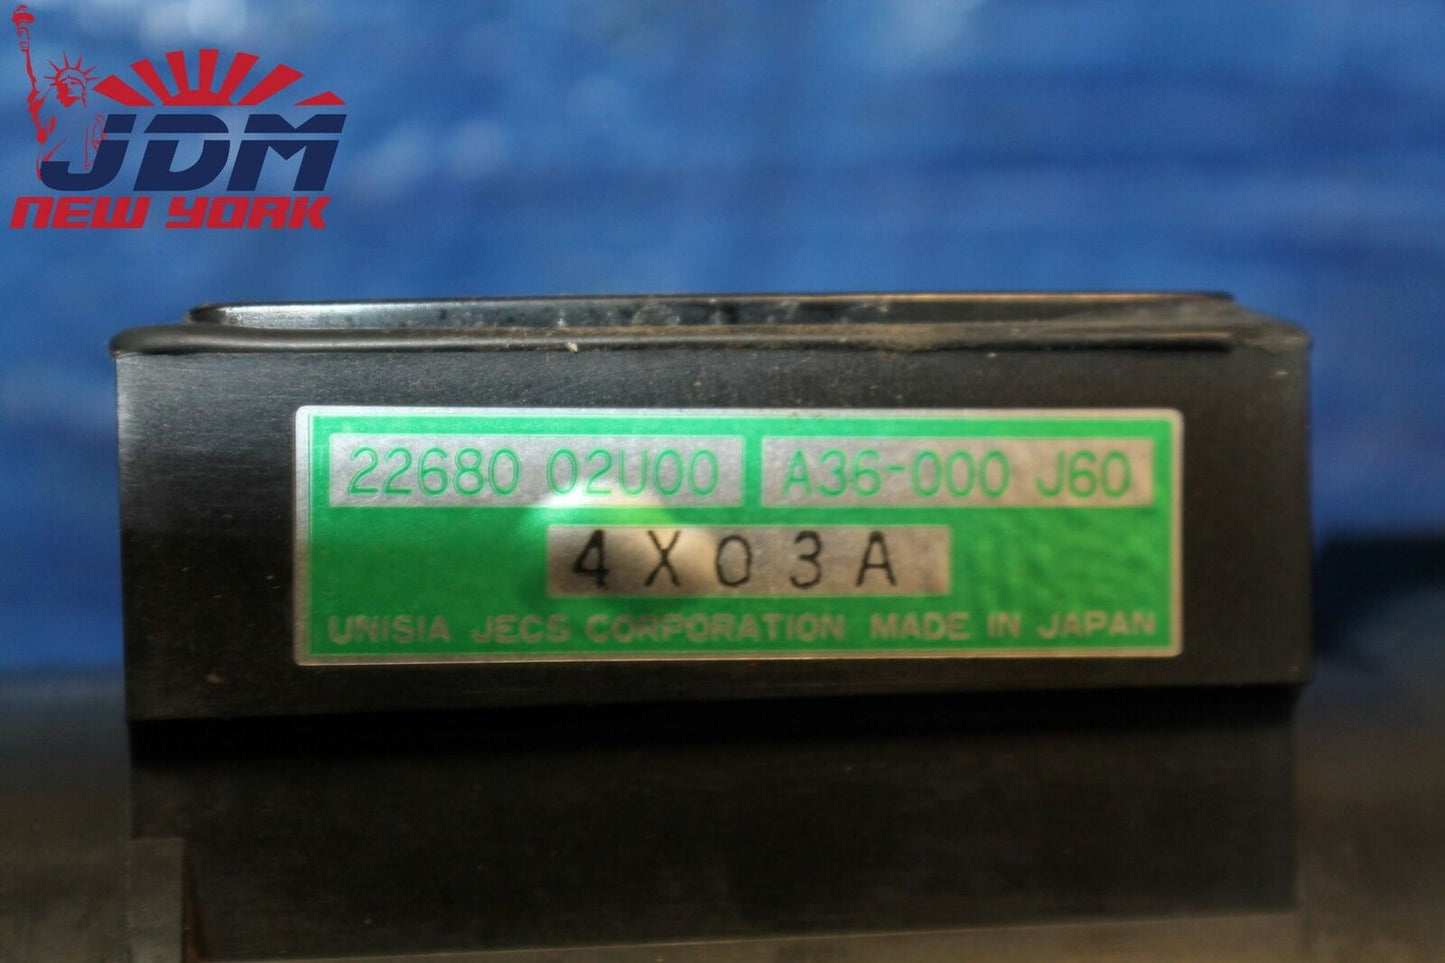 JDM
NEW YORK
22680 02U00 A36-000 J60
4X03A
UNISIA JECS CORPORATION MADE IN JAPAN